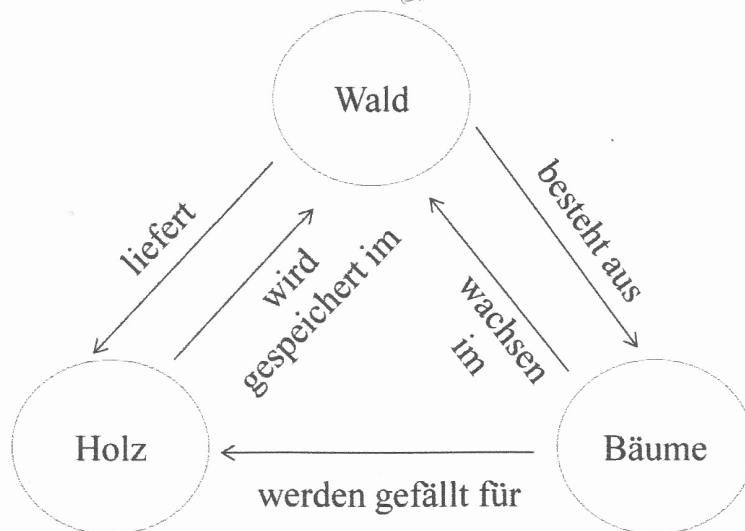 Wald
liefert
wird
gespeichert im
besteht aus
wachsen
im
Holz
Bäume
werden gefällt für